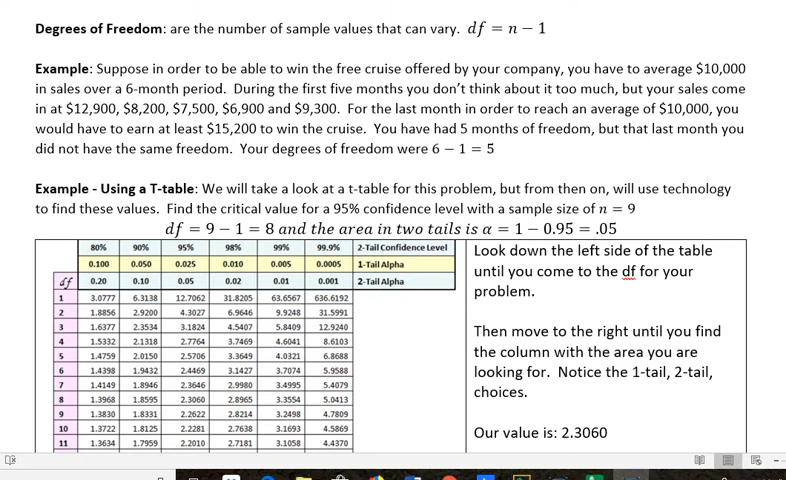 Degrees of Freedom: are the number of sample values that can vary. df = n − 1
Example: Suppose in order to be able to win the free cruise offered by your company, you have to average $10,000
in sales over a 6-month period. During the first five months you don't think about it too much, but your sales come
in at $12,900, $8,200, $7,500, $6,900 and $9,300. For the last month in order to reach an average of $10,000, you
would have to earn at least $15,200 to win the cruise. You have had 5 months of freedom, but that last month you
did not have the same freedom. Your degrees of freedom were 6 − 1 = 5
Example - Using a T-table: We will take a look at a t-table for this problem, but from then on, will use technology
to find these values. Find the critical value for a 95% confidence level with a sample size of n = 9
df = 9 − 1 = 8 and the area in two tails is α = 1 − 0.95 = .05
80% 90% 95% 98% 99% 99.9% 2-Tail Confidence Level
0.100 0.050 0.025 0.010 0.005 0.0005 1-Tail Alpha
df 0.20 0.10 0.05 0.02 0.01 0.001 2-Tail Alpha
1 3.0777 6.3138 12.7062 31.8205 63.6567 636.6192
2 1.8856 2.9200 4.3027 6.9646 9.9248 31.5991
3 1.6377 2.3534 3.1824 4.5407 5.8409 12.9240
4 1.5332 2.1318 2.7764 3.7469 4.6041 8.6103
5 1.4759 2.0150 2.5706 3.3649 4.0321 6.8688
6 1.4398 1.9432 2.4469 3.1427 3.7074 5.9588
7 1.4149 1.8946 2.3646 2.9980 3.4995 5.4079
8 1.3968 1.8595 2.3060 2.8965 3.3554 5.0413
9 1.3830 1.8331 2.2622 2.8214 3.2498 4.7809
10 1.3722 1.8125 2.2281 2.7638 3.1693 4.5869
11 1.3634 1.7959 2.2010 2.7181 3.1058 4.4370
Look down the left side of the table
until you come to the df for your
problem.
Then move to the right until you find
the column with the area you are
looking for. Notice the 1-tail, 2-tail,
choices.
Our value is: 2.3060